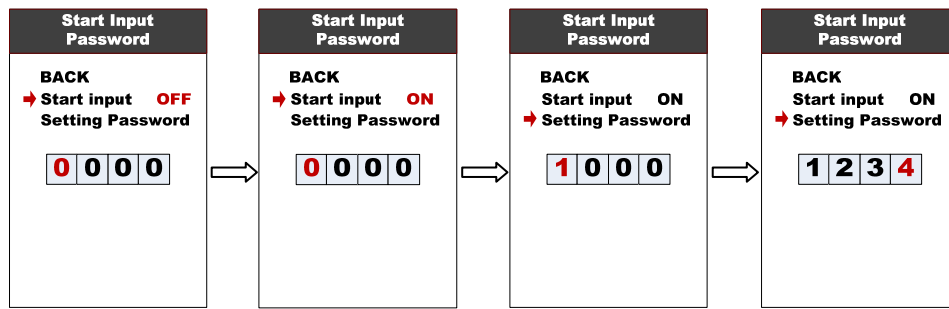 Start Input
Password
BACK
Start input OFF
Setting Password
0 0 0 0
Start Input
Password
BACK
Start input ON
Setting Password
0 0 0 0
Start Input
Password
BACK
Start input ON
Setting Password
1 0 0 0
Start Input
Password
BACK
Start input ON
Setting Password
1 2 3 4